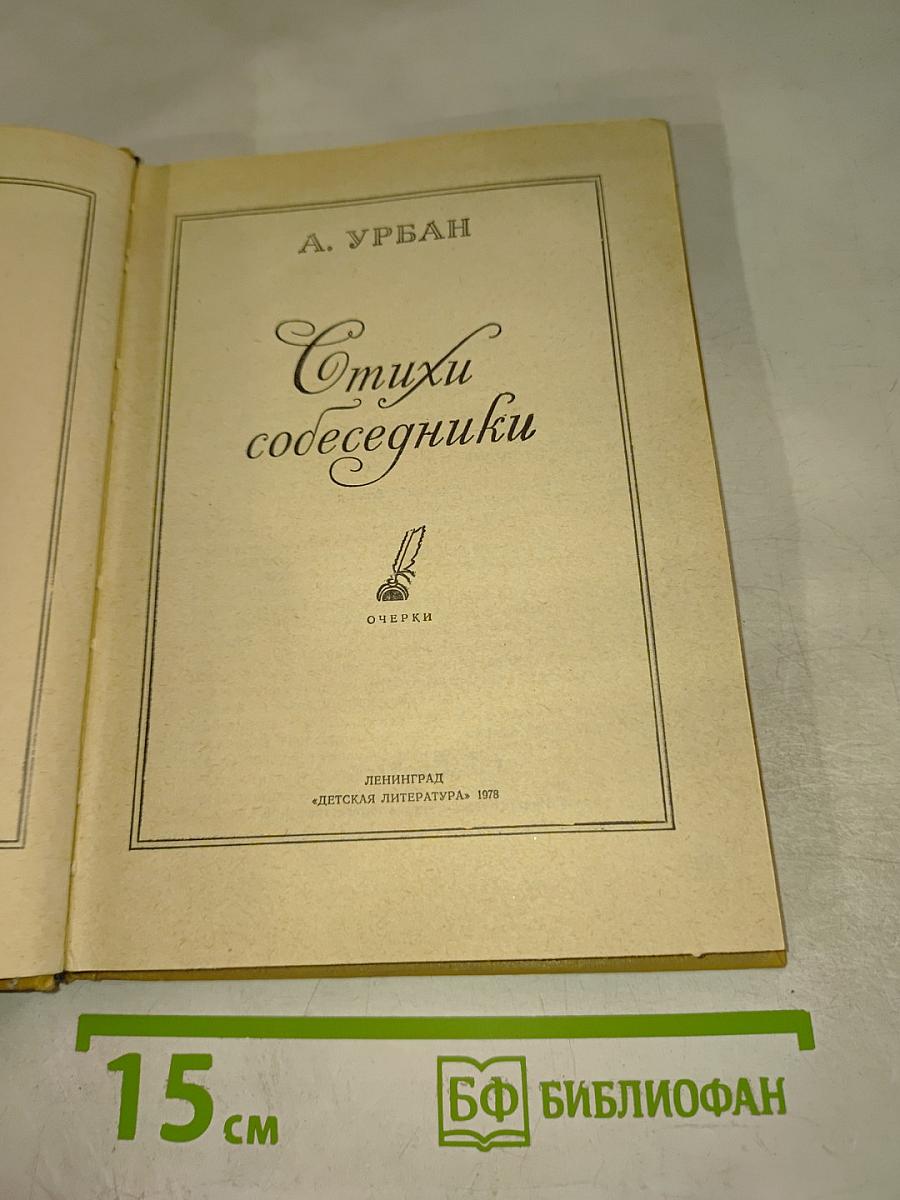 А. УРБАН
Стихи
собеседники
ОЧЕРКИ
ЛЕНИНГРАД
«ДЕТСКАЯ ЛИТЕРАТУРА» 1978
15 см
БФ БИБЛИОФАН